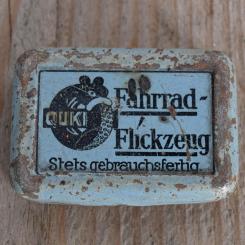 QUKI
Fahrrad-
Flickzeug
Stets gebrauchsfertig.